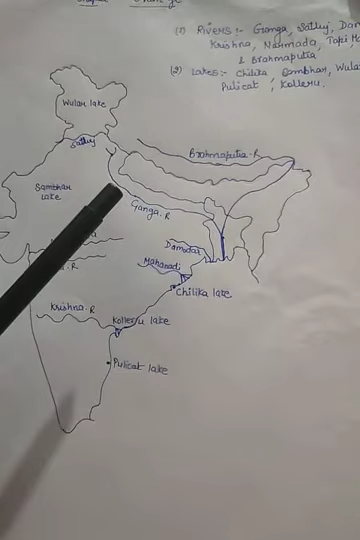 (1) RIVERS :- Ganga, Satluj, Dam
Krishna, Narmada, Tapi Ma
& Brahmaputra
(2) LAKES :- Chilika Sambhar, Wula
Pulicat, Kolleru.
Wular lake
Satluj
Brahmaputra.R
Sambhar
lake
Ganga.R
Damodar
Mahanadi
Chilika lake
Krishna.R
Kolleru lake
Pulicat lake